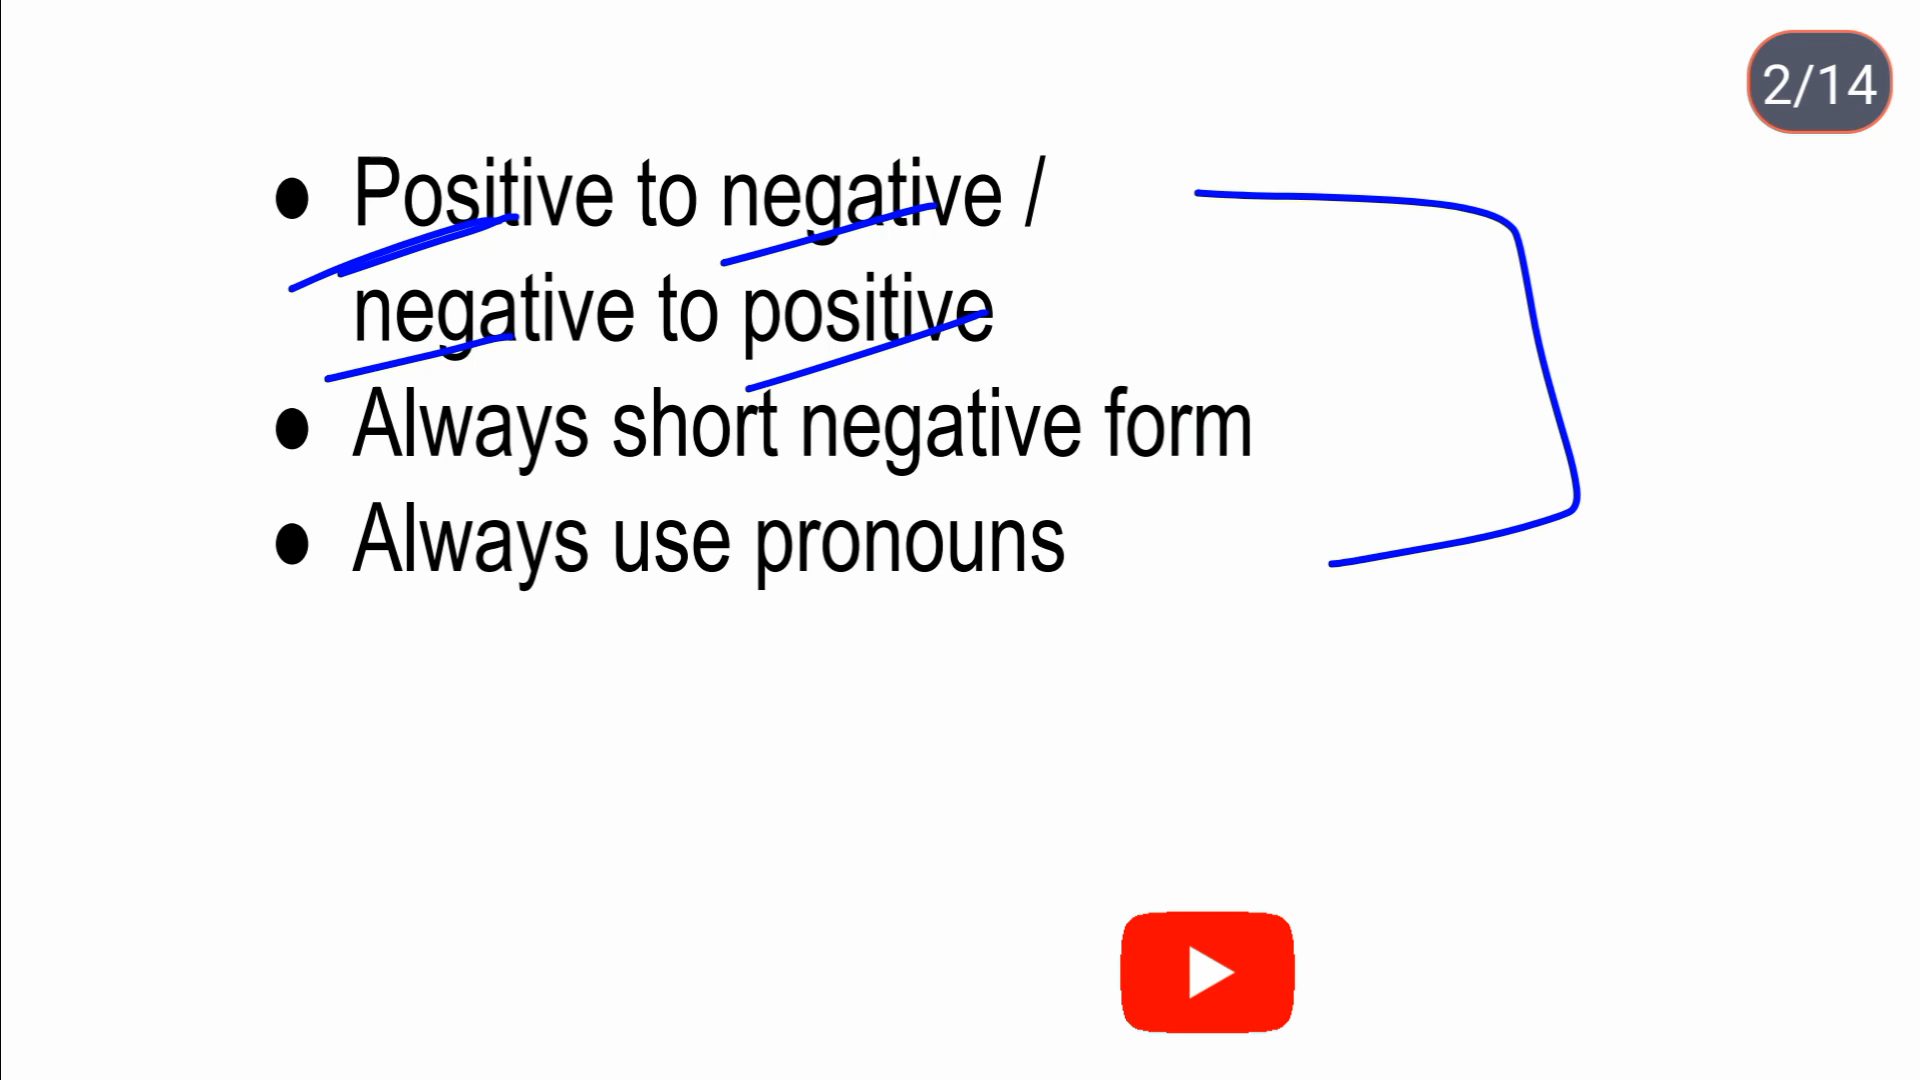 2/14
● Positive to negative /
negative to positive
● Always short negative form
● Always use pronouns